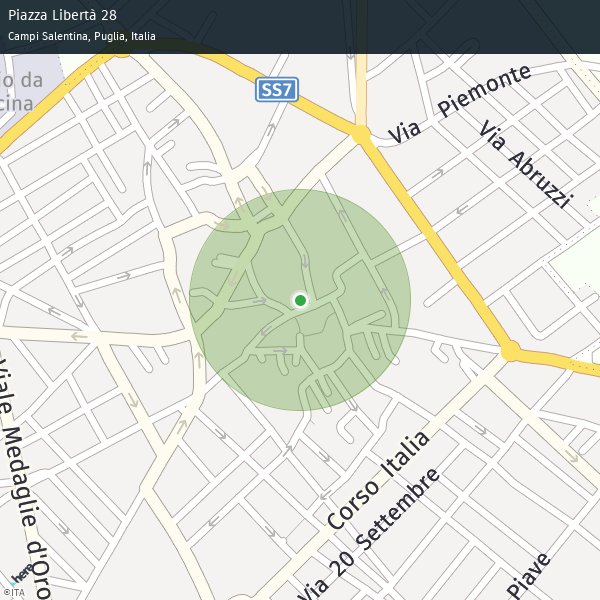 Piazza Libertà 28
Campi Salentina, Puglia, Italia
io da
cina
SS7
Via Piemonte
Via Abruzzi
Viale Medaglie d'Oro
Corso Italia
Via 20 Settembre
Piave
here
©ITA